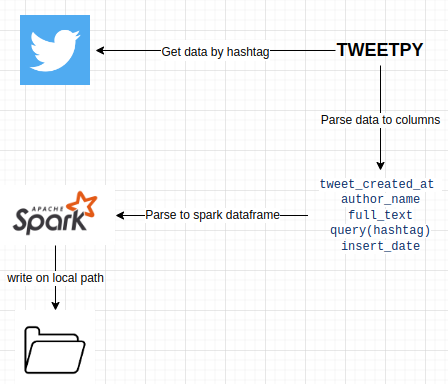 Get data by hashtag
TWEETPY
Parse data to columns
tweet_created_at
author_name
full_text
query(hashtag)
insert_date
Parse to spark dataframe
APACHE
Spark
write on local path